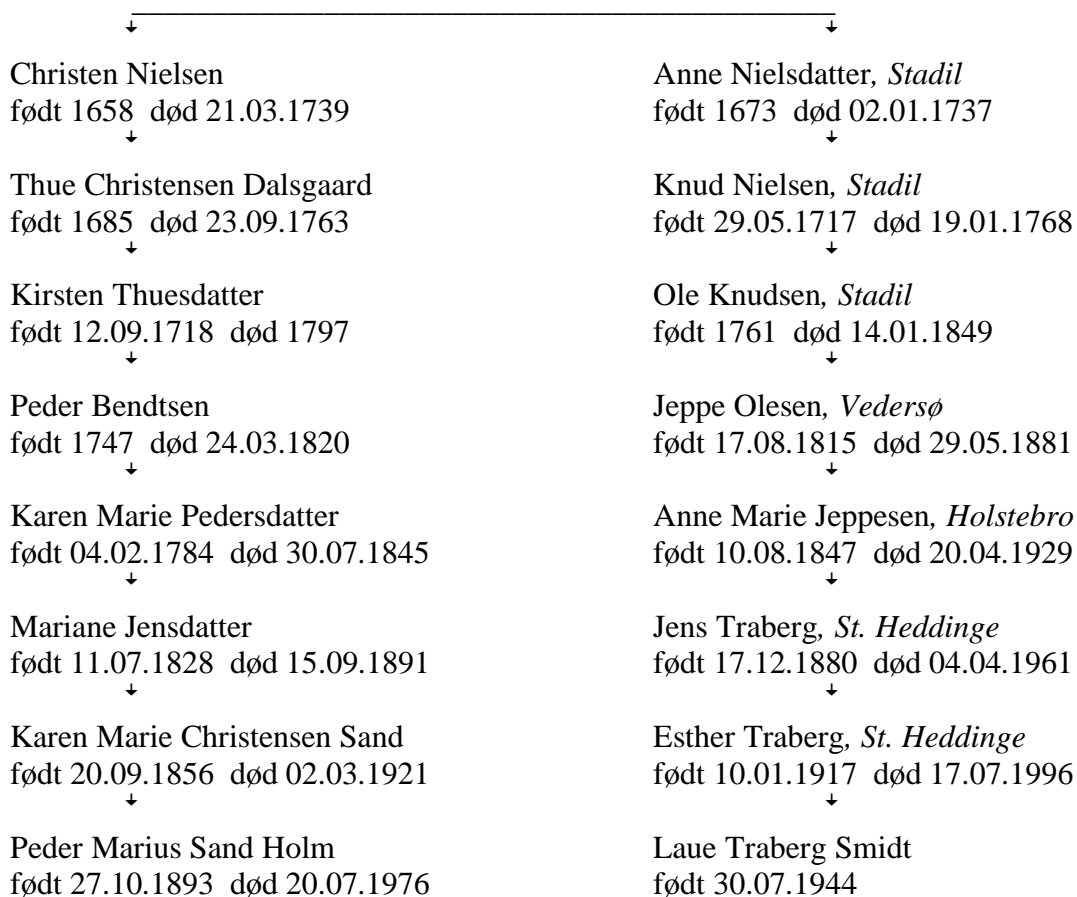 Christen Nielsen
født 1658 død 21.03.1739
Thue Christensen Dalsgaard
født 1685 død 23.09.1763
Kirsten Thuesdatter
født 12.09.1718 død 1797
Peder Bendtsen
født 1747 død 24.03.1820
Karen Marie Pedersdatter
født 04.02.1784 død 30.07.1845
Mariane Jensdatter
født 11.07.1828 død 15.09.1891
Karen Marie Christensen Sand
født 20.09.1856 død 02.03.1921
Peder Marius Sand Holm
født 27.10.1893 død 20.07.1976
Anne Nielsdatter, Stadil
født 1673 død 02.01.1737
Knud Nielsen, Stadil
født 29.05.1717 død 19.01.1768
Ole Knudsen, Stadil
født 1761 død 14.01.1849
Jeppe Olesen, Vedersø
født 17.08.1815 død 29.05.1881
Anne Marie Jeppesen, Holstebro
født 10.08.1847 død 20.04.1929
Jens Traberg, St. Heddinge
født 17.12.1880 død 04.04.1961
Esther Traberg, St. Heddinge
født 10.01.1917 død 17.07.1996
Laue Traberg Smidt
født 30.07.1944